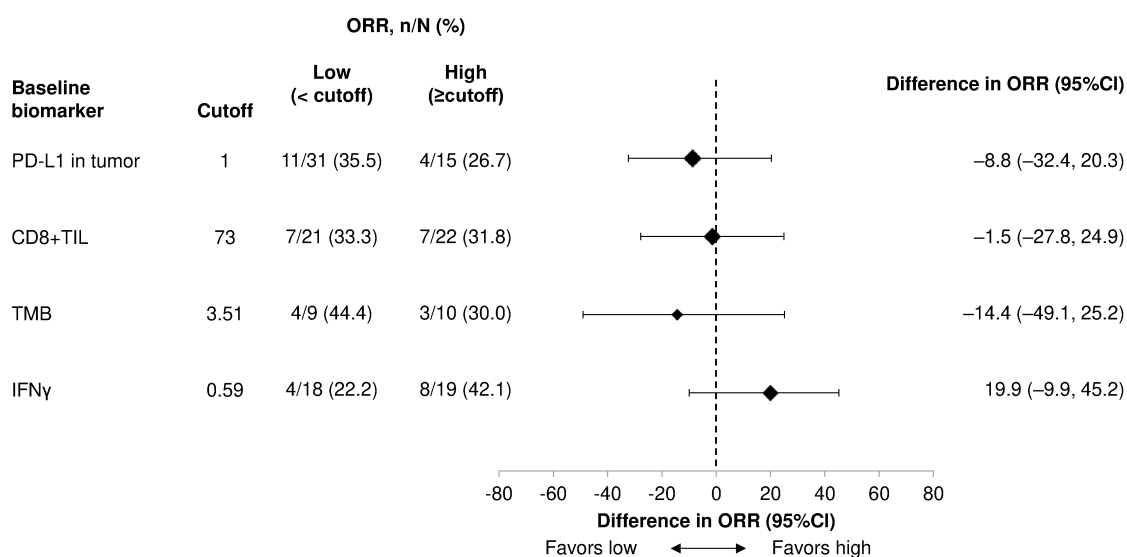 ORR, n/N (%)
Baseline biomarker Cutoff Low (< cutoff) High (≥cutoff) Difference in ORR (95%CI)
PD-L1 in tumor 1 11/31 (35.5) 4/15 (26.7) –8.8 (–32.4, 20.3)
CD8+TIL 73 7/21 (33.3) 7/22 (31.8) –1.5 (–27.8, 24.9)
TMB 3.51 4/9 (44.4) 3/10 (30.0) –14.4 (–49.1, 25.2)
IFNγ 0.59 4/18 (22.2) 8/19 (42.1) 19.9 (–9.9, 45.2)
-80 -60 -40 -20 0 20 40 60 80
Difference in ORR (95%CI)
Favors low Favors high